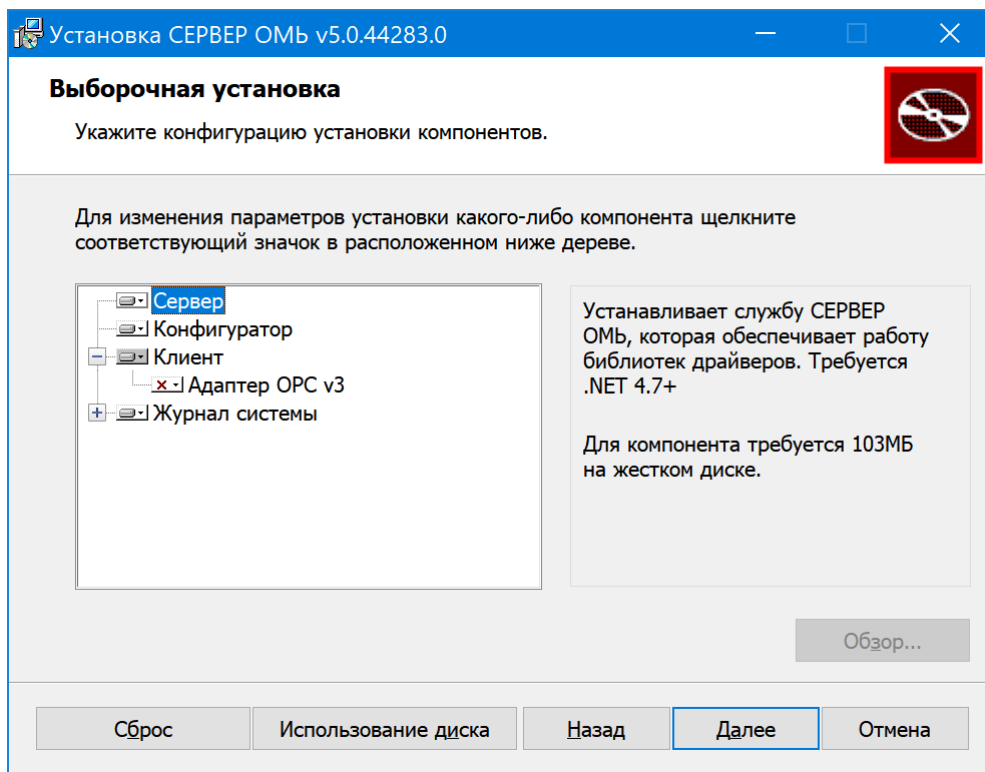 Установка СЕРВЕР ОМЬ v5.0.44283.0
Выборочная установка
Укажите конфигурацию установки компонентов.
Для изменения параметров установки какого-либо компонента щелкните
соответствующий значок в расположенном ниже дереве.
Сервер
Конфигуратор
Клиент
Адаптер ОРС v3
Журнал системы
Устанавливает службу СЕРВЕР
ОМЬ, которая обеспечивает работу
библиотек драйверов. Требуется
.NET 4.7+
Для компонента требуется 103МБ
на жестком диске.
Обзор...
Сброс
Использование диска
Назад
Далее
Отмена